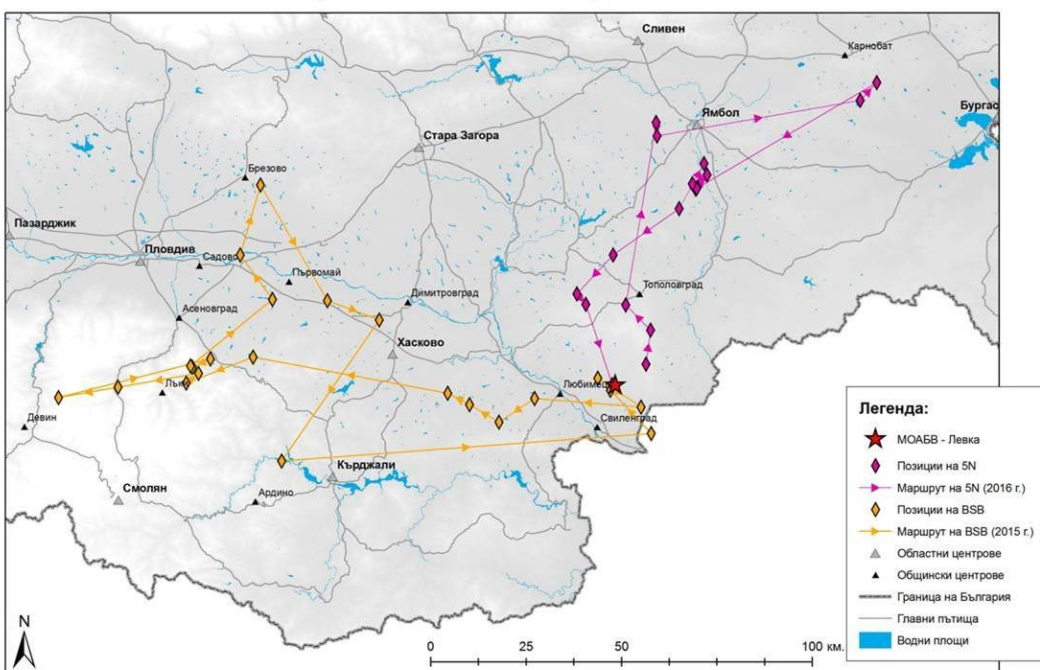 Сливен
Карнобат
Ямбол
Бургас
Стара Загора
Брезово
Пазарджик
Пловдив
Садово
Първомай
Асеновград
Димитровград
Тополовград
Хасково
Лъки
Любимец
Девин
Свиленград
Кърджали
Смолян
Ардино
Легенда:
МОАБВ - Левка
Позиции на 5N
Маршрут на 5N (2016 г.)
Позиции на BSB
Маршрут на BSB (2015 г.)
Областни центрове
Общински центрове
Граница на България
Главни пътища
Водни площи
N
0 25 50 100 км.